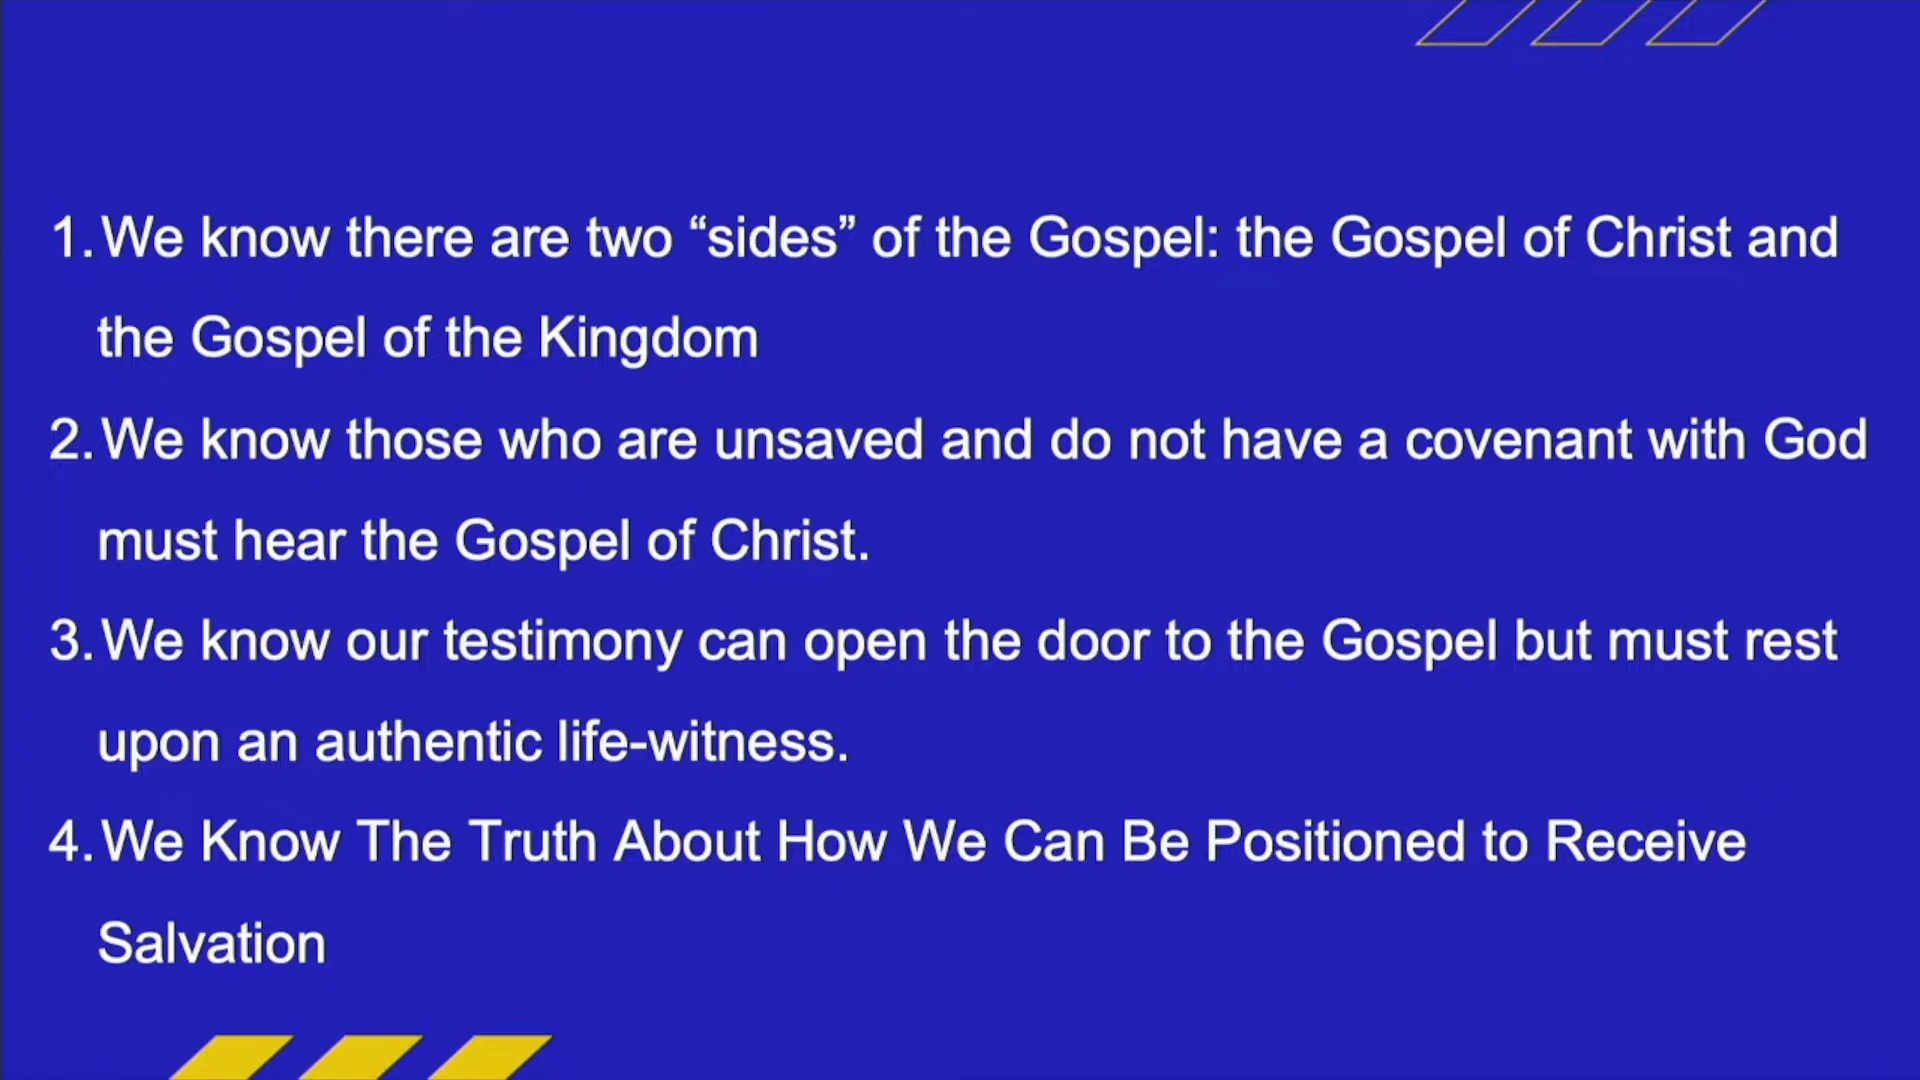 1. We know there are two “sides” of the Gospel: the Gospel of Christ and
the Gospel of the Kingdom
2. We know those who are unsaved and do not have a covenant with God
must hear the Gospel of Christ.
3. We know our testimony can open the door to the Gospel but must rest
upon an authentic life-witness.
4. We Know The Truth About How We Can Be Positioned to Receive
Salvation